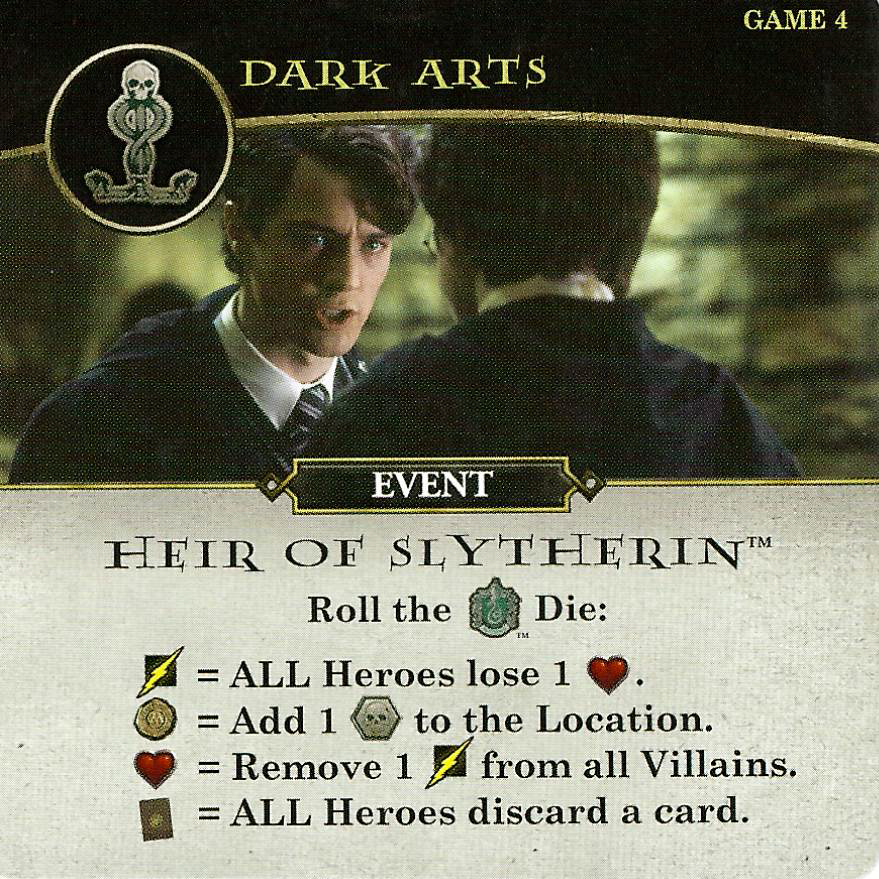 GAME 4
DARK ARTS
EVENT
HEIR OF SLYTHERIN™
Roll the ™ Die:
= ALL Heroes lose 1 .
= Add 1 to the Location.
= Remove 1 from all Villains.
= ALL Heroes discard a card.